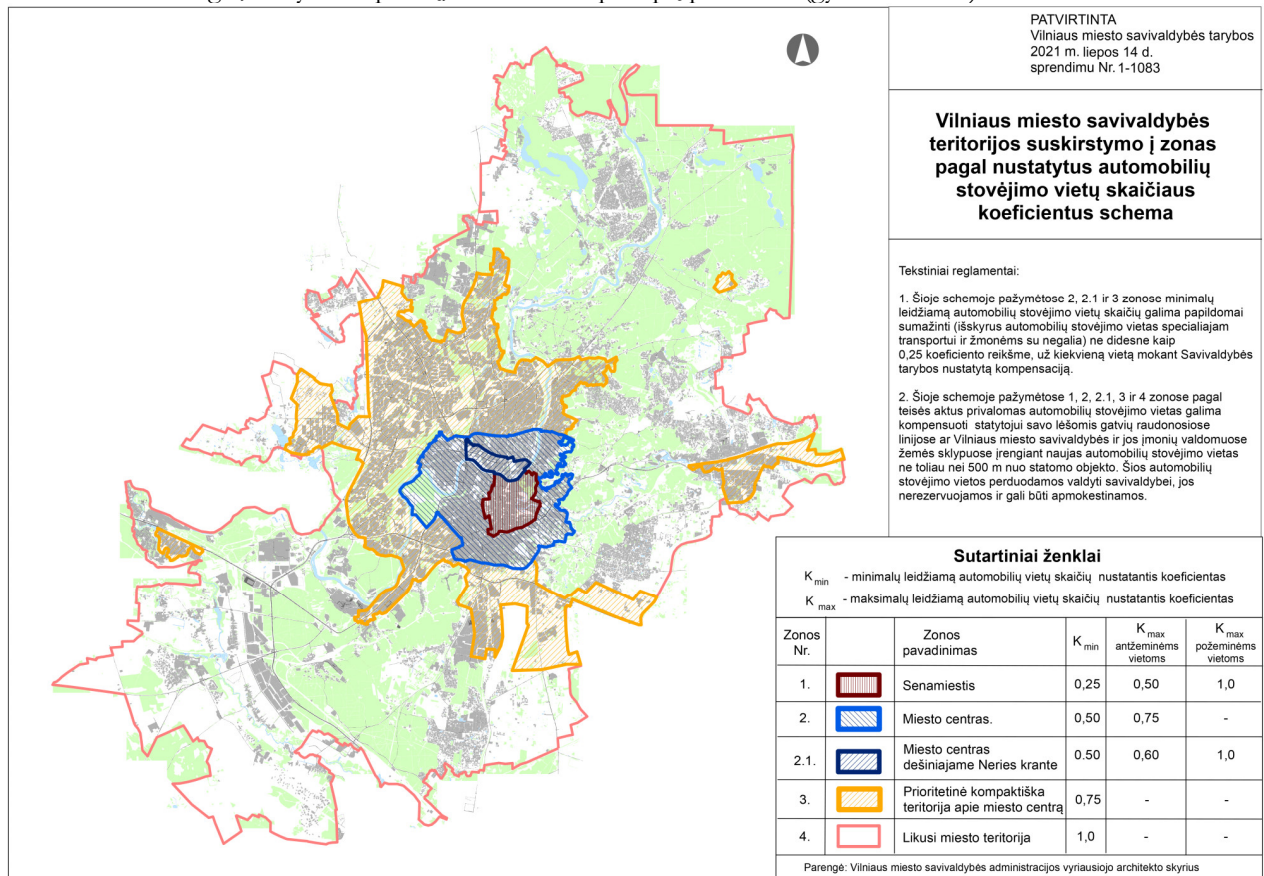 PATVIRTINTA
Vilniaus miesto savivaldybės tarybos
2021 m. liepos 14 d.
sprendimu Nr. 1-1083
Vilniaus miesto savivaldybės
teritorijos suskirstymo į zonas
pagal nustatytus automobilių
stovėjimo vietų skaičiaus
koeficientus schema
Tekstiniai reglamentai:
1. Šioje schemoje pažymėtose 2, 2.1 ir 3 zonose minimalų
leidžiamą automobilių stovėjimo vietų skaičių galima papildomai
sumažinti (išskyrus automobilių stovėjimo vietas specialiajam
transportui ir žmonėms su negalia) ne didesne kaip
0,25 koeficiento reikšme, už kiekvieną vietą mokant Savivaldybės
tarybos nustatytą kompensaciją.
2. Šioje schemoje pažymėtose 1, 2, 2.1, 3 ir 4 zonose pagal
teisės aktus privalomas automobilių stovėjimo vietas galima
kompensuoti statytojui savo lėšomis gatvių raudonosiose
linijose ar Vilniaus miesto savivaldybės ir jos įmonių valdomuose
žemės sklypuose įrengiant naujas automobilių stovėjimo vietas
ne toliau nei 500 m nuo statomo objekto. Šios automobilių
stovėjimo vietos perduodamos valdyti savivaldybei, jos
nerezervuojamos ir gali būti apmokestinamos.
Sutartiniai ženklai
K min - minimalų leidžiamą automobilių vietų skaičių nustatantis koeficientas
K max - maksimalų leidžiamą automobilių vietų skaičių nustatantis koeficientas
Zonos Nr. Zonos pavadinimas K min K max antžeminėms vietoms K max požeminėms vietoms
1. Senamiestis 0,25 0,50 1,0
2. Miesto centras. 0,50 0,75 -
2.1. Miesto centras dešiniajame Neries krante 0.50 0,60 1,0
3. Prioritetinė kompaktiška teritorija apie miesto centrą 0,75 - -
4. Likusi miesto teritorija 1,0 - -
Parengė: Vilniaus miesto savivaldybės administracijos vyriausiojo architekto skyrius